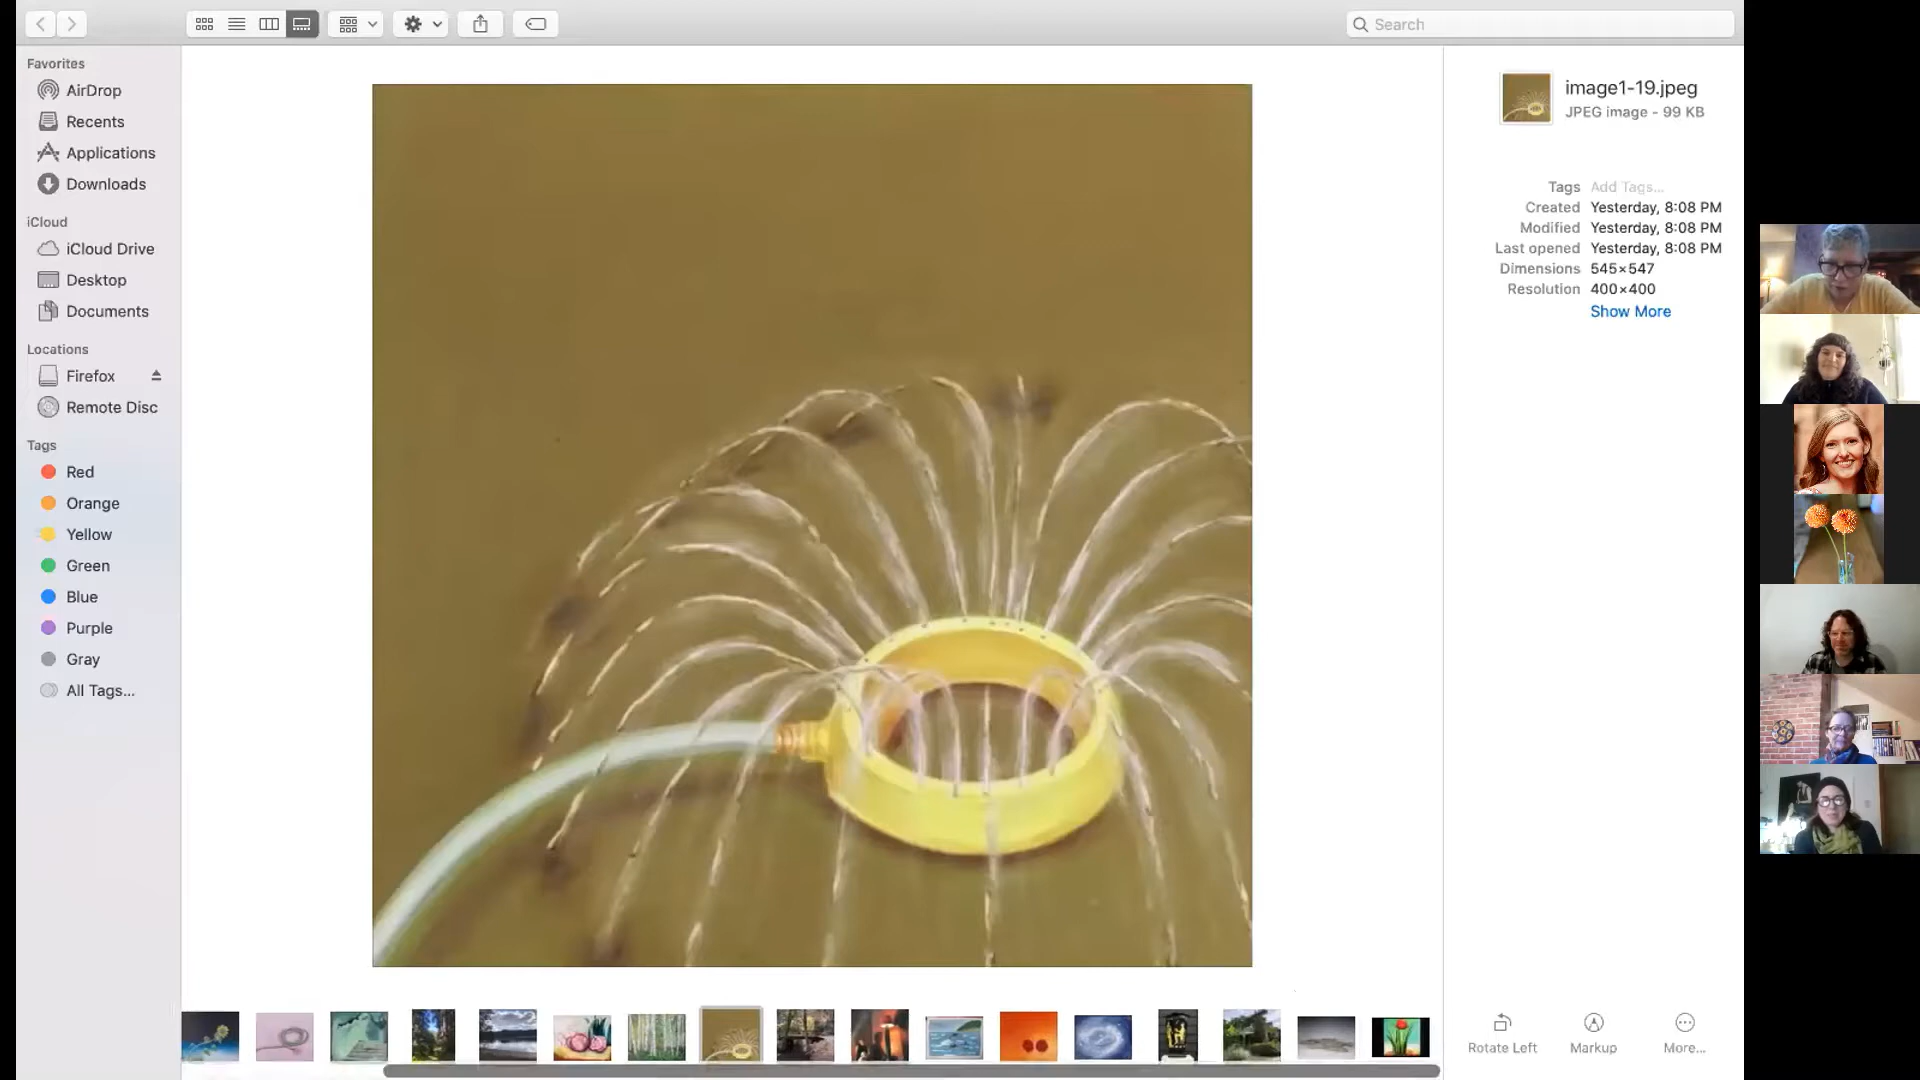 Search
Favorites
AirDrop
Recents
Applications
Downloads
iCloud
iCloud Drive
Desktop
Documents
Locations
Firefox
Remote Disc
Tags
Red
Orange
Yellow
Green
Blue
Purple
Gray
All Tags...
image1-19.jpeg
JPEG image - 99 KB
Tags Add Tags...
Created Yesterday, 8:08 PM
Modified Yesterday, 8:08 PM
Last opened Yesterday, 8:08 PM
Dimensions 545×547
Resolution 400×400
Show More
Rotate Left
Markup
More...